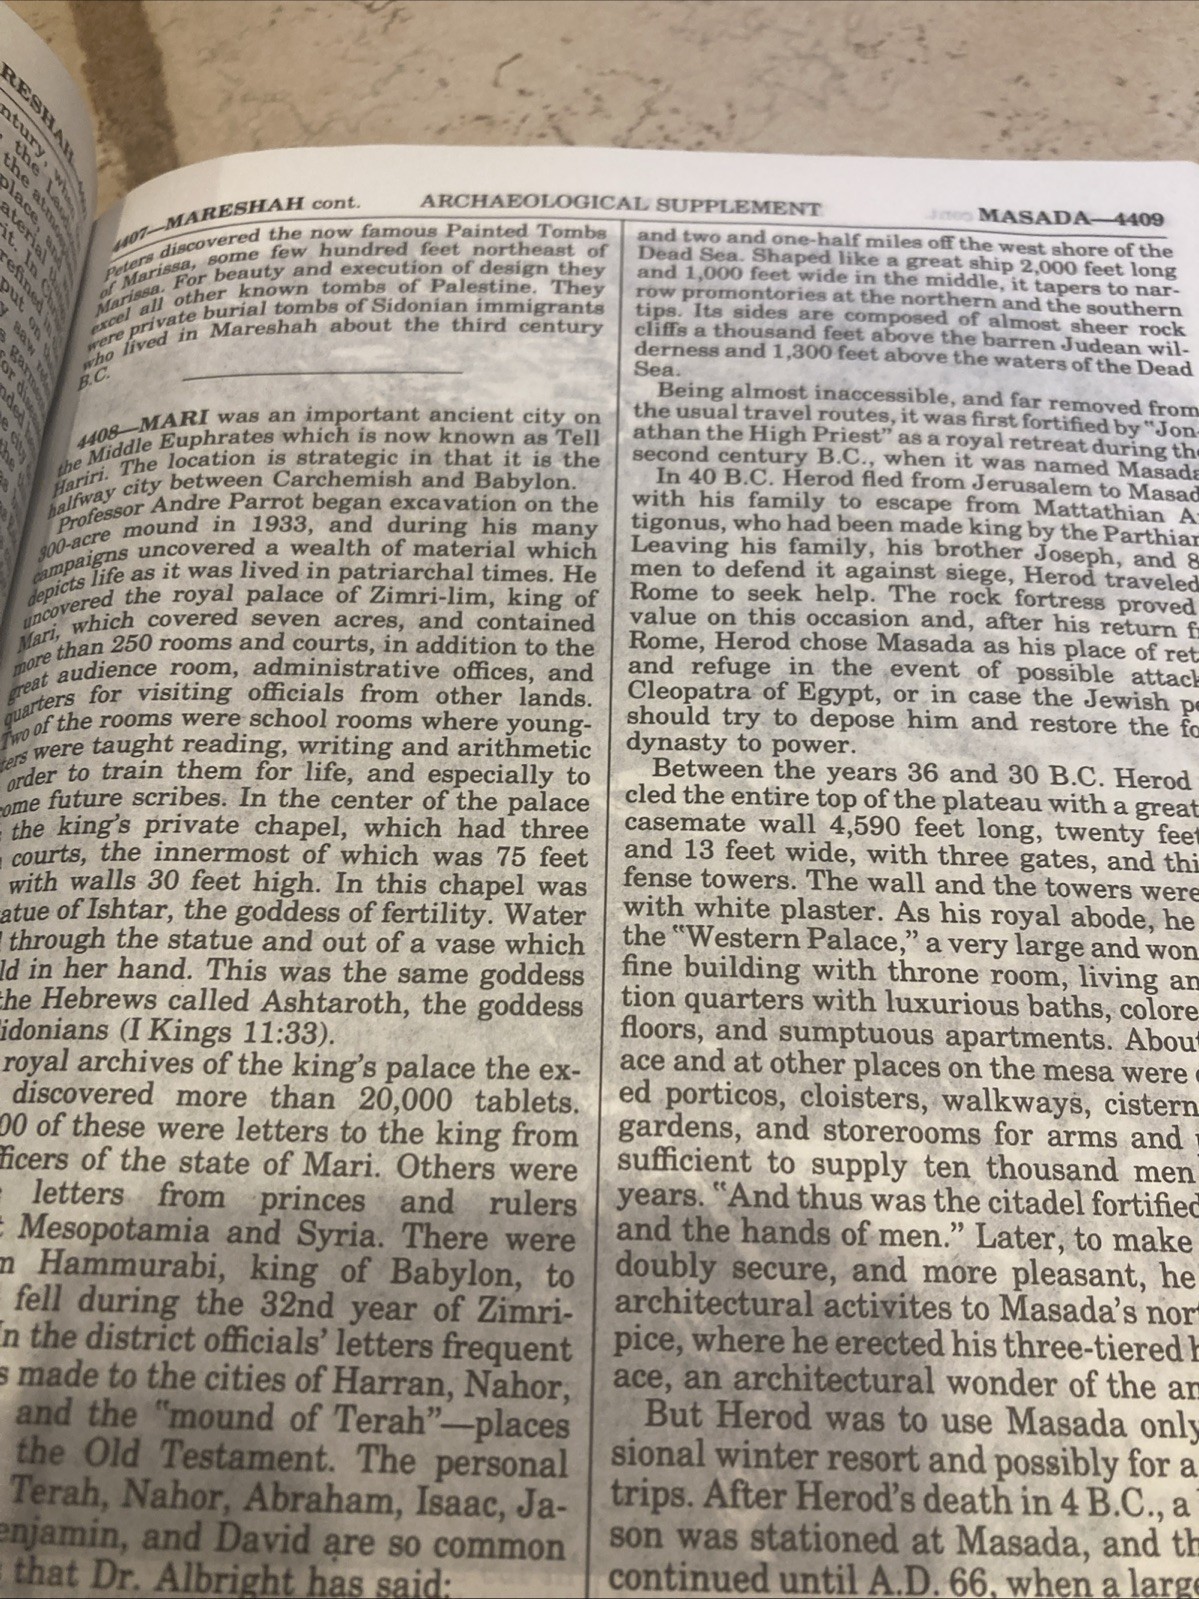 RESHAH
4407—MARESHAH cont.
ARCHAEOLOGICAL SUPPLEMENT
MASADA—4409
Peters discovered the now famous Painted Tombs
of Marissa, some few hundred feet northeast of
Marissa. For beauty and execution of design they
excel all other known tombs of Palestine. They
were private burial tombs of Sidonian immigrants
who lived in Mareshah about the third century
B.C.
4408—MARI was an important ancient city on
the Middle Euphrates which is now known as Tell
Hariri. The location is strategic in that it is the
halfway city between Carchemish and Babylon.
Professor Andre Parrot began excavation on the
300-acre mound in 1933, and during his many
campaigns uncovered a wealth of material which
depicts life as it was lived in patriarchal times. He
uncovered the royal palace of Zimri-lim, king of
Mari, which covered seven acres, and contained
more than 250 rooms and courts, in addition to the
great audience room, administrative offices, and
quarters for visiting officials from other lands.
Two of the rooms were school rooms where young-
ters were taught reading, writing and arithmetic
order to train them for life, and especially to
ome future scribes. In the center of the palace
the king's private chapel, which had three
courts, the innermost of which was 75 feet
with walls 30 feet high. In this chapel was
atue of Ishtar, the goddess of fertility. Water
through the statue and out of a vase which
ld in her hand. This was the same goddess
the Hebrews called Ashtaroth, the goddess
idonians (I Kings 11:33).
royal archives of the king's palace the ex-
discovered more than 20,000 tablets.
00 of these were letters to the king from
ficers of the state of Mari. Others were
letters from princes and rulers
Mesopotamia and Syria. There were
Hammurabi, king of Babylon, to
fell during the 32nd year of Zimri-
In the district officials' letters frequent
s made to the cities of Harran, Nahor,
and the "mound of Terah"—places
the Old Testament. The personal
Terah, Nahor, Abraham, Isaac, Ja-
enjamin, and David are so common
that Dr. Albright has said:
and two and one-half miles off the west shore of the
Dead Sea. Shaped like a great ship 2,000 feet long
and 1,000 feet wide in the middle, it tapers to nar-
row promontories at the northern and the southern
tips. Its sides are composed of almost sheer rock
cliffs a thousand feet above the barren Judean wil-
derness and 1,300 feet above the waters of the Dead
Sea.
Being almost inaccessible, and far removed from
the usual travel routes, it was first fortified by "Jon-
athan the High Priest" as a royal retreat during the
second century B.C., when it was named Masada
In 40 B.C. Herod fled from Jerusalem to Masad
with his family to escape from Mattathian A
tigonus, who had been made king by the Parthian
Leaving his family, his brother Joseph, and 8
men to defend it against siege, Herod traveled
Rome to seek help. The rock fortress proved
value on this occasion and, after his return f
Rome, Herod chose Masada as his place of ret
and refuge in the event of possible attack
Cleopatra of Egypt, or in case the Jewish p
should try to depose him and restore the fo
dynasty to power.
Between the years 36 and 30 B.C. Herod
cled the entire top of the plateau with a great
casemate wall 4,590 feet long, twenty feet
and 13 feet wide, with three gates, and thi
fense towers. The wall and the towers were
with white plaster. As his royal abode, he
the "Western Palace," a very large and won
fine building with throne room, living an
tion quarters with luxurious baths, colore
floors, and sumptuous apartments. About
ace and at other places on the mesa were
ed porticos, cloisters, walkways, cistern
gardens, and storerooms for arms and
sufficient to supply ten thousand men
years. "And thus was the citadel fortified
and the hands of men." Later, to make
doubly secure, and more pleasant, he
architectural activites to Masada's nor
pice, where he erected his three-tiered
ace, an architectural wonder of the an
But Herod was to use Masada only
sional winter resort and possibly for a
trips. After Herod's death in 4 B.C., a
son was stationed at Masada, and th
continued until A.D. 66, when a large